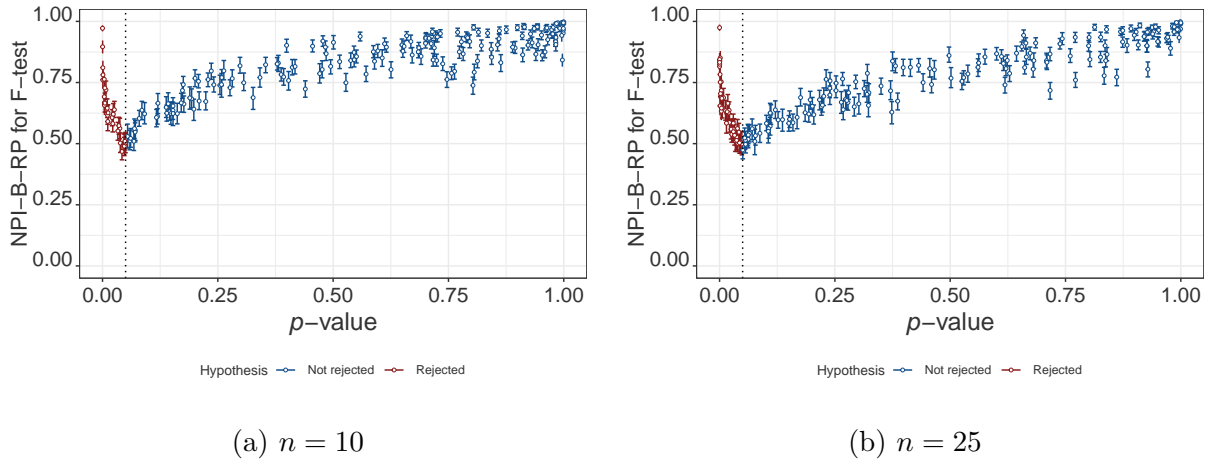 NPI−B−RP for F−test
1.00
0.75
0.50
0.25
0.00
0.00 0.25 0.50 0.75 1.00
p−value
Hypothesis Not rejected Rejected
(a) n = 10
NPI−B−RP for F−test
1.00
0.75
0.50
0.25
0.00
0.00 0.25 0.50 0.75 1.00
p−value
Hypothesis Not rejected Rejected
(b) n = 25